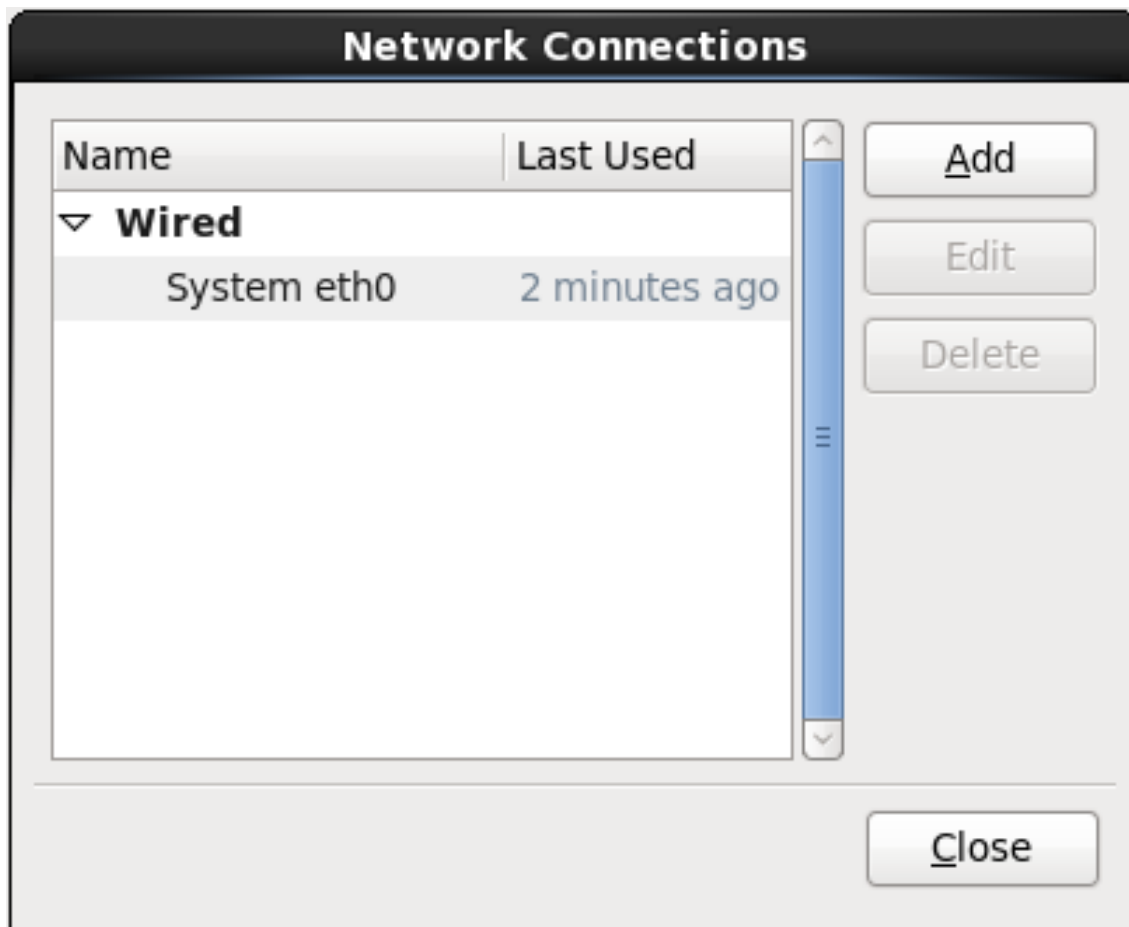 Network Connections
Name Last Used
Wired
System eth0 2 minutes ago
Add
Edit
Delete
Close